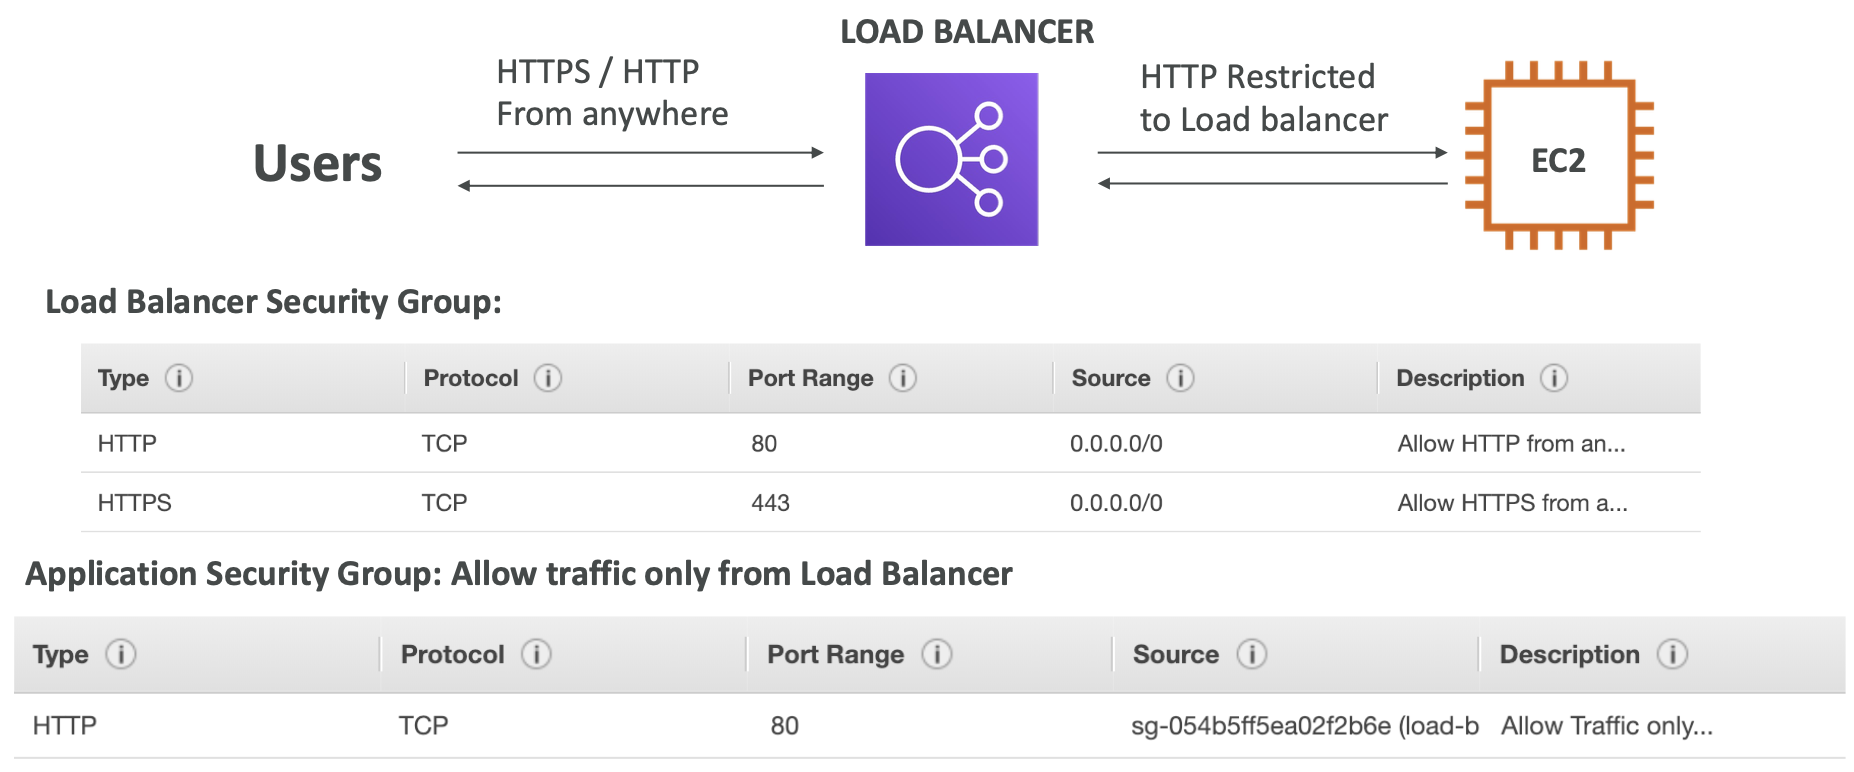 LOAD BALANCER
HTTPS / HTTP
From anywhere
HTTP Restricted
to Load balancer
Users
EC2
Load Balancer Security Group:
Type Protocol Port Range Source Description
HTTP TCP 80 0.0.0.0/0 Allow HTTP from an...
HTTPS TCP 443 0.0.0.0/0 Allow HTTPS from a...
Application Security Group: Allow traffic only from Load Balancer
Type Protocol Port Range Source Description
HTTP TCP 80 sg-054b5ff5ea02f2b6e (load-b Allow Traffic only...